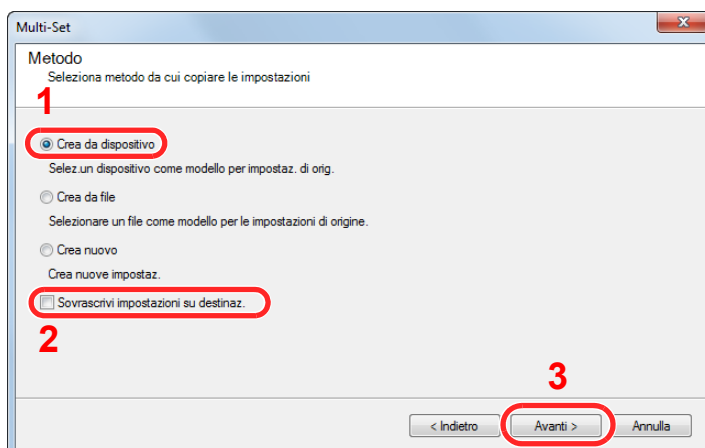 Multi-Set
Metodo
Seleziona metodo da cui copiare le impostazioni
1
Crea da dispositivo
Selez.un dispositivo come modello per impostaz. di orig.
Crea da file
Selezionare un file come modello per le impostazioni di origine.
Crea nuovo
Crea nuove impostaz.
Sovrascrivi impostazioni su destinaz.
2
3
< Indietro Avanti > Annulla